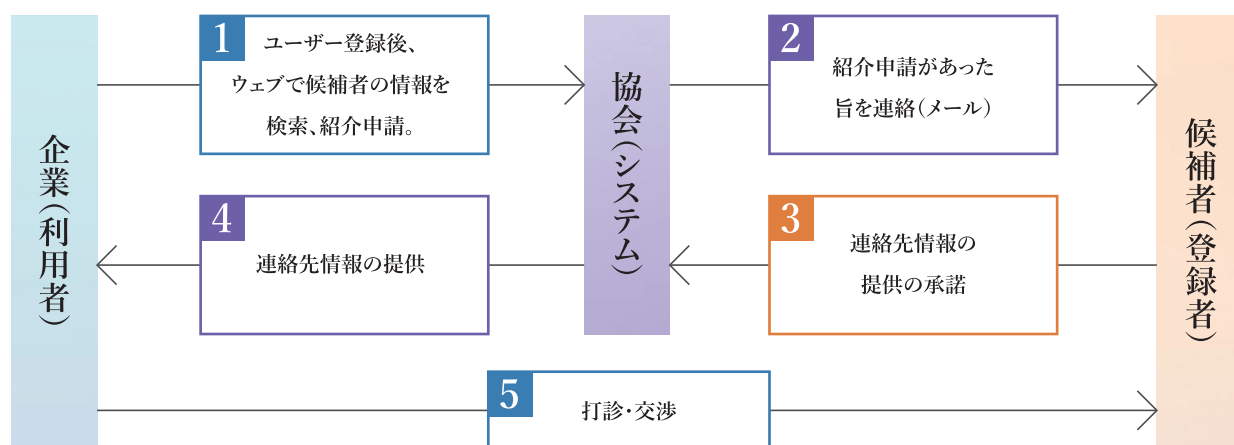 企業(利用者)
1
ユーザー登録後、
ウェブで候補者の情報を
検索、紹介申請。
協会(システム)
2
紹介申請があった
旨を連絡(メール)
候補者(登録者)
4
連絡先情報の提供
3
連絡先情報の
提供の承諾
5
打診・交渉